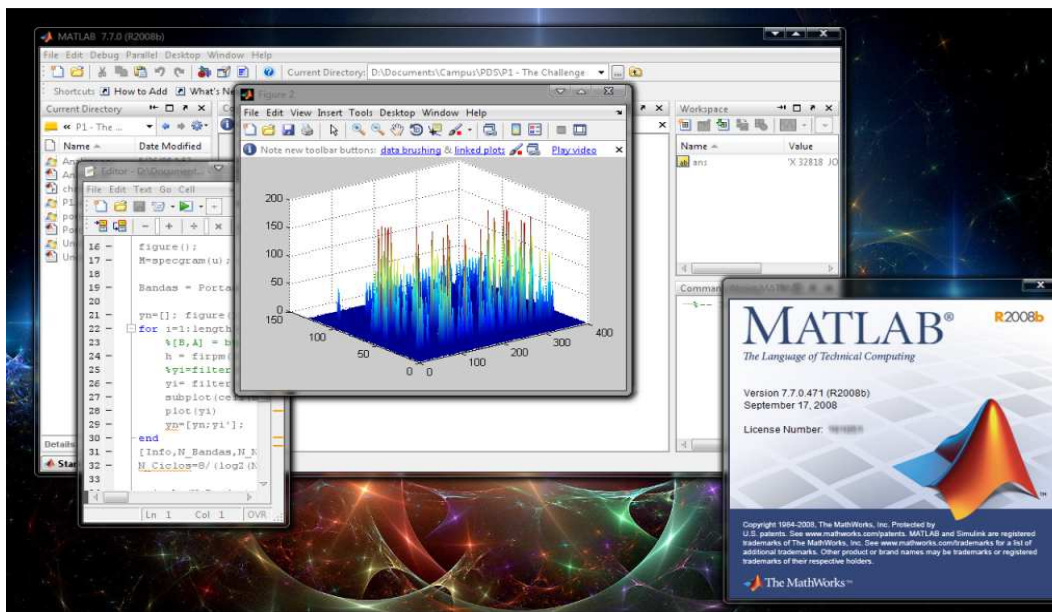 MATLAB 7.7.0 (R2008b)
File Edit Debug Parallel Desktop Window Help
Current Directory: D:\Documents\Campus\PDS\P1 - The Challenge
Shortcuts How to Add What's
Current Directory
« P1 - The ...
Name Date Modified
Details
Figure 2
File Edit View Insert Tools Desktop Window Help
Note new toolbar buttons: data brushing & linked plots Play video
200
150
100
50
0
150
100
50
0
0
100
200
300
400
Workspace
Name Value
ans 'X 32818 JO
Editor - D:\Document...
File Edit Text Go Cell
16 - figure();
17 - M=specgram(u);
18
19 - Bandas = Porta
20
21 - yn=[]; figure(
22 - for i=1:length
23 %[B,A] = b
24 - h = firpm(
25 %yi=filter
26 - yi= filter
27 - subplot(
28 - plot(yi)
29 - yn=[yn;yi'];
30 - end
31 - [Info,N_Bandas,N_N
32 - N_Ciclos=8/(log2(N
33
Ln 1 Col 1 OVR
MATLAB® R2008b
The Language of Technical Computing
Version 7.7.0.471 (R2008b)
September 17, 2008
License Number:
Copyright 1984-2008, The MathWorks, Inc. Protected by
U.S. patents. See www.mathworks.com/patents. MATLAB and Simulink are registered
trademarks of The MathWorks, Inc. See www.mathworks.com/trademarks for a list of
additional trademarks. Other product or brand names may be trademarks or registered
trademarks of their respective holders.
The MathWorks™